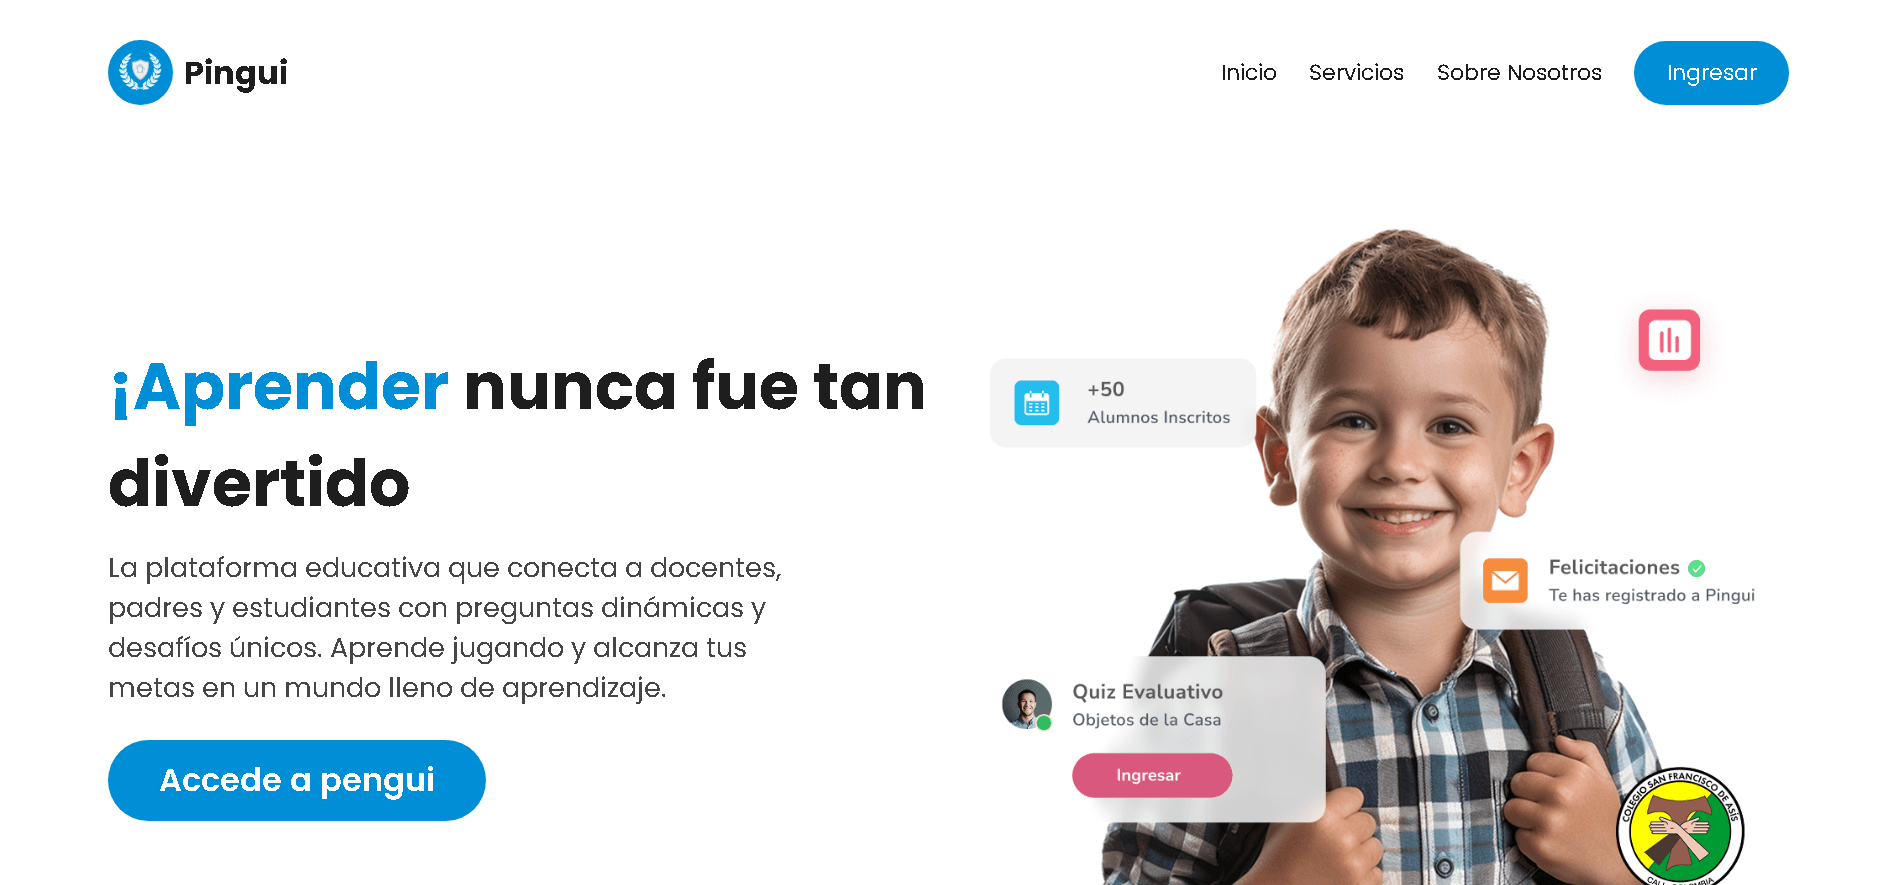 Pingui
Inicio
Servicios
Sobre Nosotros
Ingresar
¡Aprender nunca fue tan
divertido
La plataforma educativa que conecta a docentes,
padres y estudiantes con preguntas dinámicas y
desafíos únicos. Aprende jugando y alcanza tus
metas en un mundo lleno de aprendizaje.
Accede a pengui
+50
Alumnos Inscritos
Felicitaciones
Te has registrado a Pingui
Quiz Evaluativo
Objetos de la Casa
Ingresar
COLEGIO SAN FRANCISCO DE ASÍS